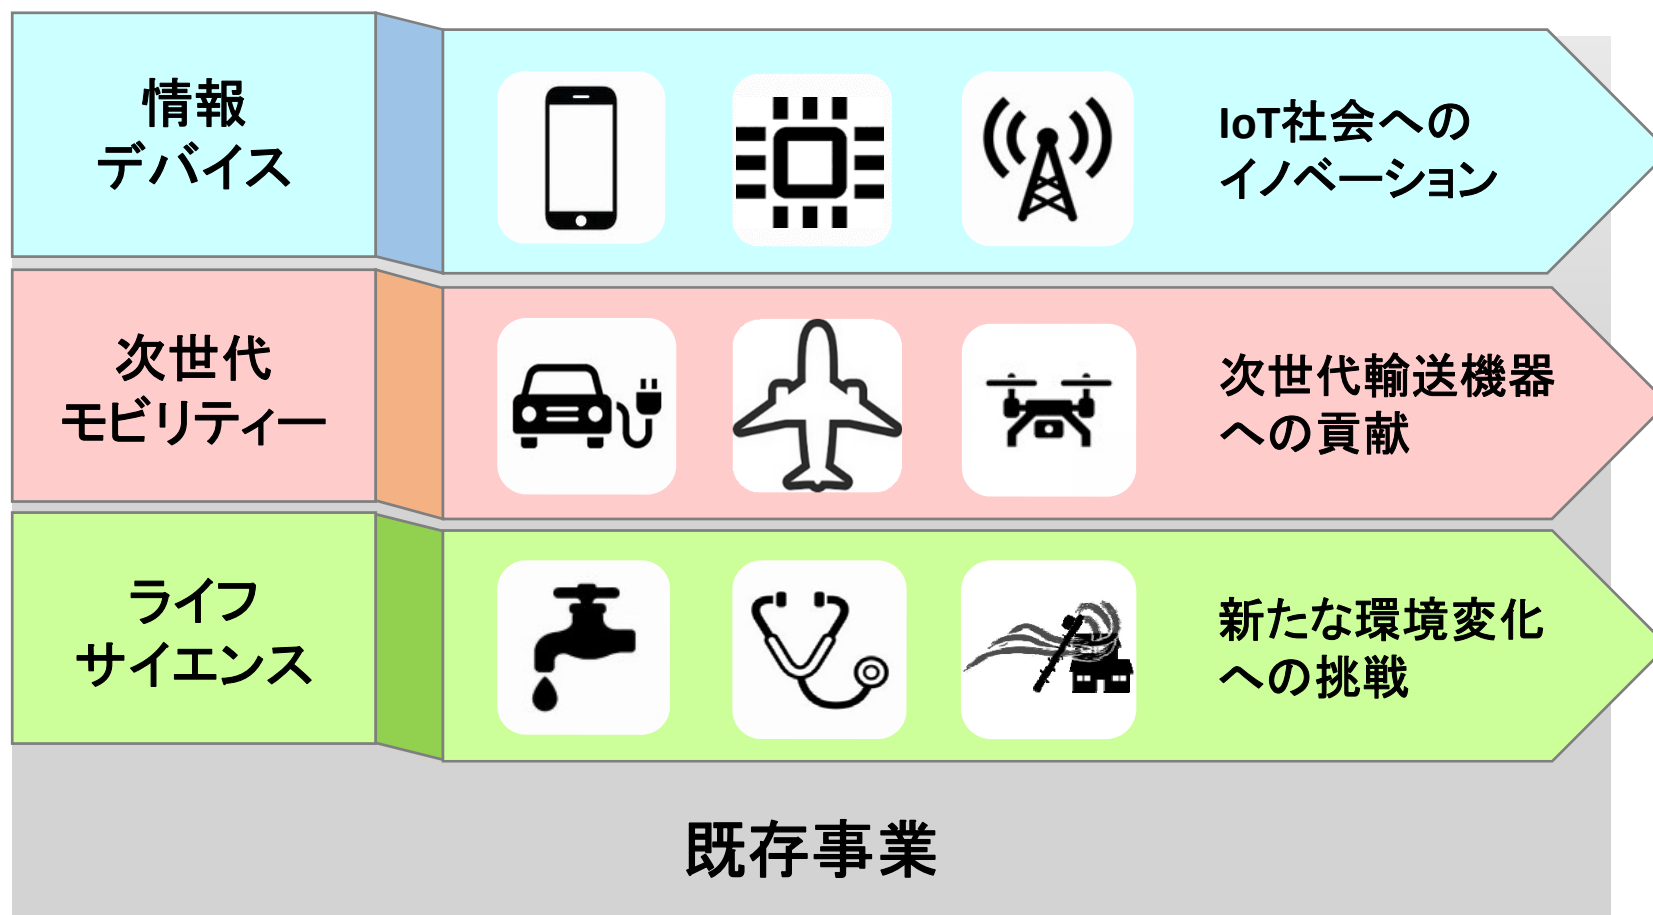 情報
デバイス
IoT社会への
イノベーション
次世代
モビリティー
次世代輸送機器
への貢献
ライフ
サイエンス
新たな環境変化
への挑戦
既存事業